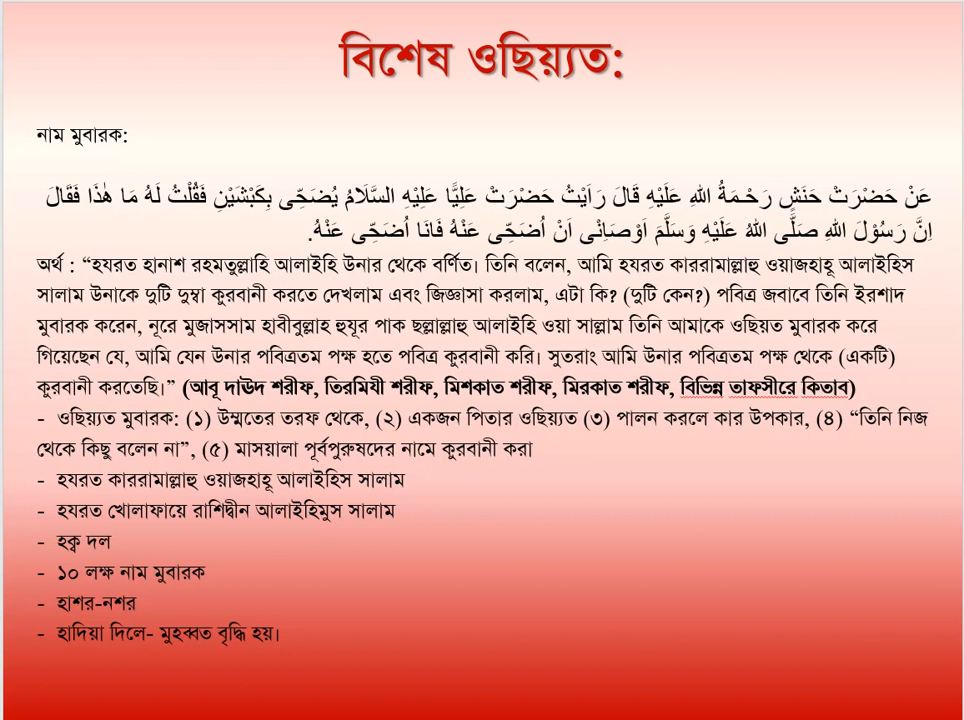 বিশেষ ওছিয়্যত:
নাম মুবারক:
عَنْ حَضْرَتْ حَنَشٍ رَحْـمَةُ اللهِ عَلَيْهِ قَالَ رَاَيْتُ حَضْرَتْ عَلِيًّا عَلَيْهِ السَّلَامُ يُضَحِّى بِكَبْشَيْنِ فَقُلْتُ لَهُ مَا هٰذَا فَقَالَ
اِنَّ رَسُوْلَ اللهِ صَلَّى اللهُ عَلَيْهِ وَسَلَّمَ اَوْصَانِـْى اَنْ اُضَحِّى عَنْهُ فَانَا اُضَحِّى عَنْهُ.
অর্থ : “হযরত হানাশ রহমতুল্লাহি আলাইহি উনার থেকে বর্ণিত। তিনি বলেন, আমি হযরত কাররামাল্লাহু ওয়াজহাহূ আলাইহিস
সালাম উনাকে দুটি দুম্বা কুরবানী করতে দেখলাম এবং জিজ্ঞাসা করলাম, এটা কি? (দুটি কেন?) পবিত্র জবাবে তিনি ইরশাদ
মুবারক করেন, নূরে মুজাসসাম হাবীবুল্লাহ হুযূর পাক ছল্লাল্লাহু আলাইহি ওয়া সাল্লাম তিনি আমাকে ওছিয়ত মুবারক করে
গিয়েছেন যে, আমি যেন উনার পবিত্রতম পক্ষ হতে পবিত্র কুরবানী করি। সুতরাং আমি উনার পবিত্রতম পক্ষ থেকে (একটি)
কুরবানী করতেছি।” (আবূ দাঊদ শরীফ, তিরমিযী শরীফ, মিশকাত শরীফ, মিরকাত শরীফ, বিভিন্ন তাফসীরে কিতাব)
- ওছিয়্যত মুবারক: (১) উম্মতের তরফ থেকে, (২) একজন পিতার ওছিয়্যত (৩) পালন করলে কার উপকার, (৪) “তিনি নিজ
থেকে কিছু বলেন না”, (৫) মাসয়ালা পূর্বপুরুষদের নামে কুরবানী করা
- হযরত কাররামাল্লাহু ওয়াজহাহূ আলাইহিস সালাম
- হযরত খোলাফায়ে রাশিদ্বীন আলাইহিমুস সালাম
- হক্ব দল
- ১০ লক্ষ নাম মুবারক
- হাশর-নশর
- হাদিয়া দিলে- মুহব্বত বৃদ্ধি হয়।